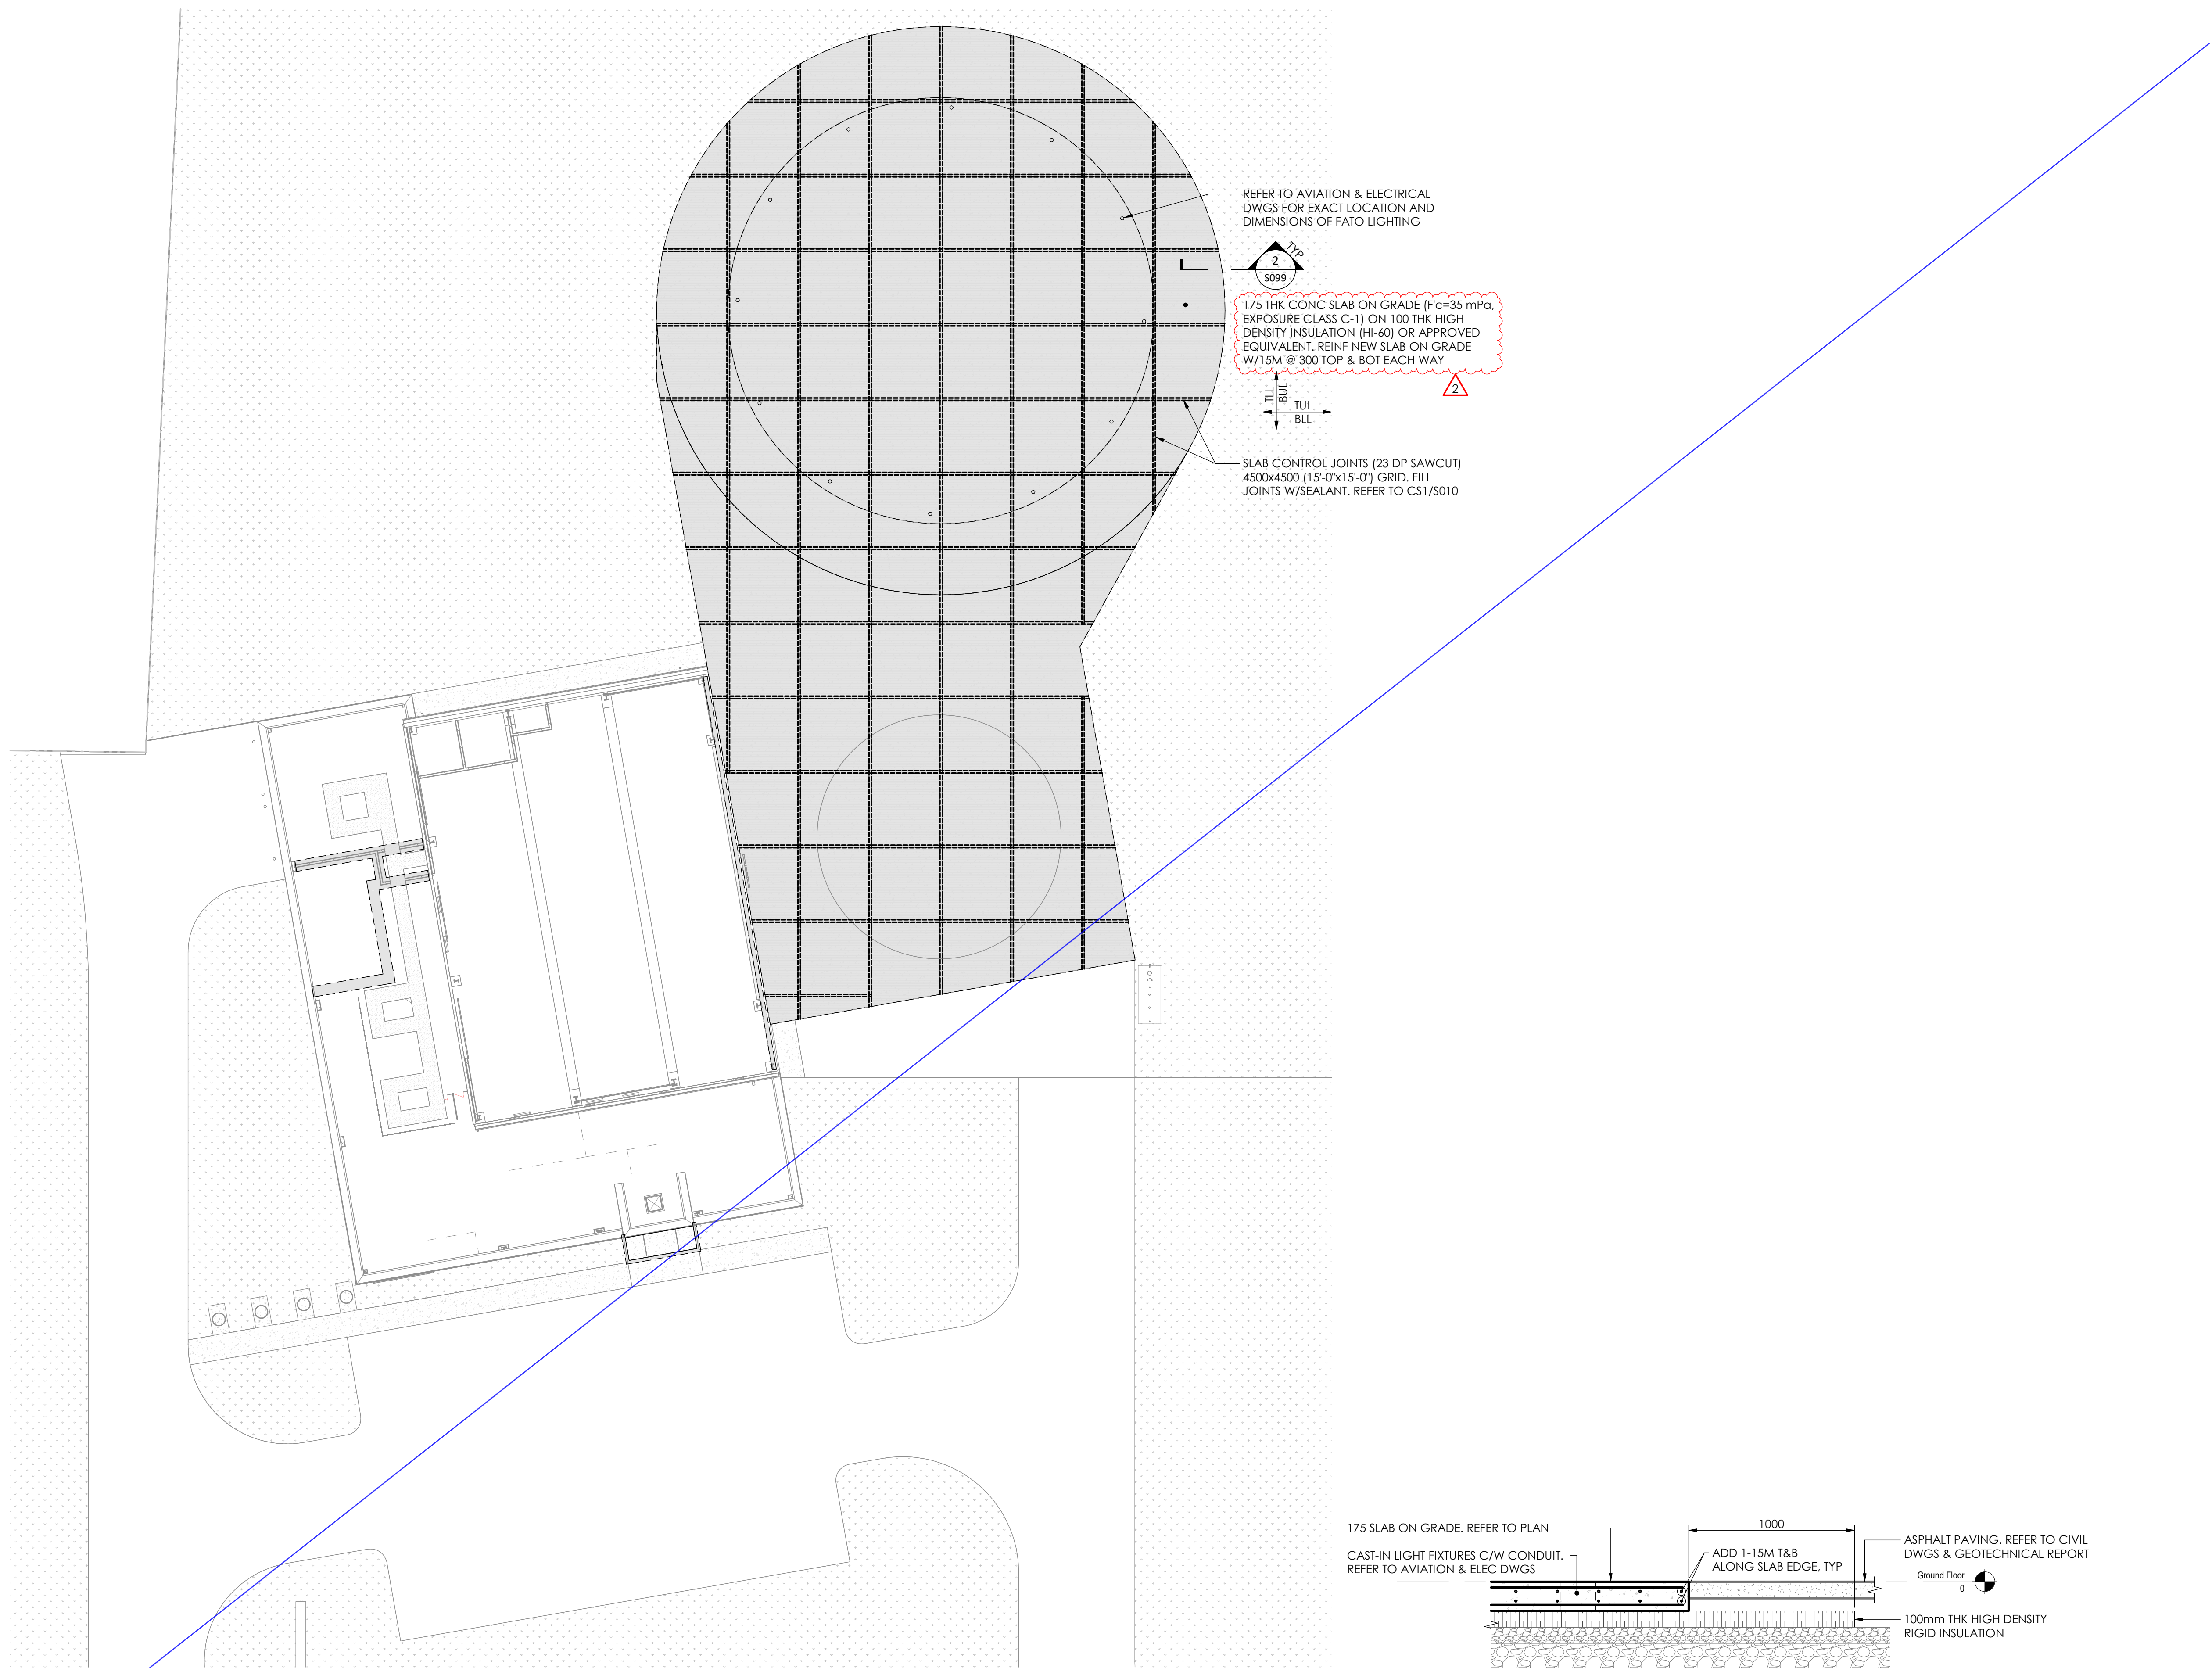 REFER TO AVIATION & ELECTRICAL
DWGS FOR EXACT LOCATION AND
DIMENSIONS OF FATO LIGHTING
TYP
2
S099
175 THK CONC SLAB ON GRADE (F'c=35 mPa,
EXPOSURE CLASS C-1) ON 100 THK HIGH
DENSITY INSULATION (HI-60) OR APPROVED
EQUIVALENT. REINF NEW SLAB ON GRADE
W/15M @ 300 TOP & BOT EACH WAY
2
TLL
BUL
TUL
BLL
SLAB CONTROL JOINTS (23 DP SAWCUT)
4500x4500 (15'-0"x15'-0") GRID. FILL
JOINTS W/SEALANT. REFER TO CS1/S010
175 SLAB ON GRADE. REFER TO PLAN
CAST-IN LIGHT FIXTURES C/W CONDUIT.
REFER TO AVIATION & ELEC DWGS
1000
ADD 1-15M T&B
ALONG SLAB EDGE, TYP
ASPHALT PAVING. REFER TO CIVIL
DWGS & GEOTECHNICAL REPORT
Ground Floor
0
100mm THK HIGH DENSITY
RIGID INSULATION